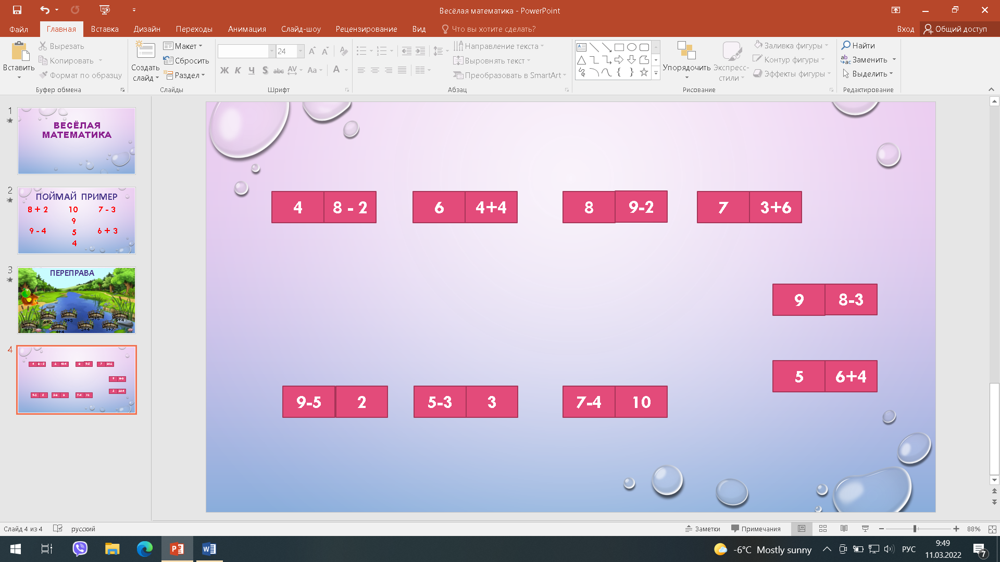 Весёлая математика - PowerPoint
Файл Главная Вставка Дизайн Переходы Анимация Слайд-шоу Рецензирование Вид Что вы хотите сделать? Вход Общий доступ
Вставить
Вырезать
Копировать
Формат по образцу
Буфер обмена
Создать слайд
Макет
Сбросить
Раздел
Слайды
24
Ж К Ч S abc AV Aa A
Шрифт
Направление текста
Выровнять текст
Преобразовать в SmartArt
Абзац
Упорядочить
Экспресс-стили
Заливка фигуры
Контур фигуры
Эффекты фигуры
Рисование
Найти
Заменить
Выделить
Редактирование
1
ВЕСЁЛАЯ
МАТЕМАТИКА
2
ПОЙМАЙ ПРИМЕР
8 + 2 10 7 - 3
9
9 - 4 5 6 + 3
4
3
ПЕРЕПРАВА
4
4 8 - 2 6 4+4 8 9-2 7 3+6
9 8-3
5 6+4
9-5 2 5-3 3 7-4 10
Слайд 4 из 4 русский Заметки Примечания 88%
-6°C Mostly sunny РУС 9:49
11.03.2022
7